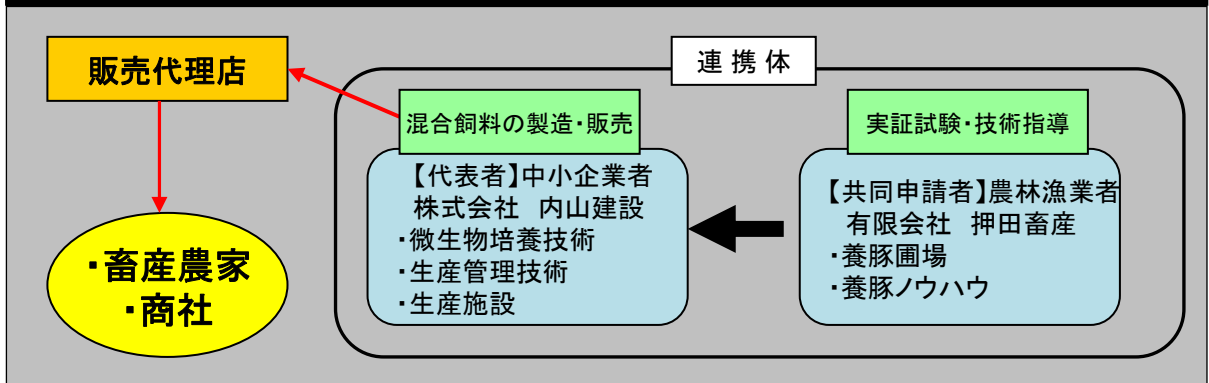 連携体
販売代理店
混合飼料の製造・販売
実証試験・技術指導
【代表者】中小企業者
株式会社 内山建設
・微生物培養技術
・生産管理技術
・生産施設
【共同申請者】農林漁業者
有限会社 押田畜産
・養豚圃場
・養豚ノウハウ
・畜産農家
・商社